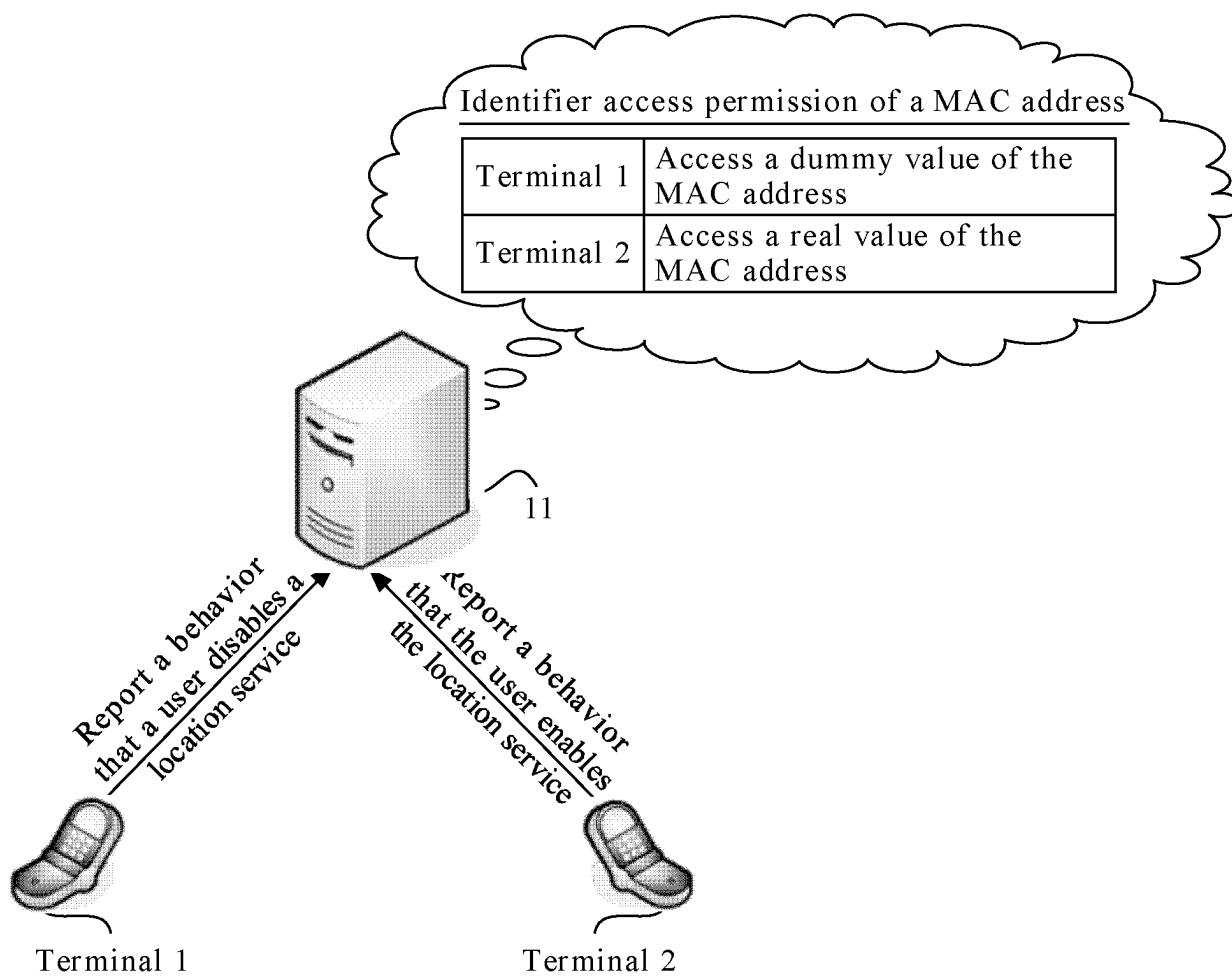 Identifier access permission of a MAC address
Terminal 1
Access a dummy value of the
MAC address
Terminal 2
Access a real value of the
MAC address
11
Report a behavior
that a user disables a
location service
Report a behavior
that the user enables
the location service
Terminal 1
Terminal 2